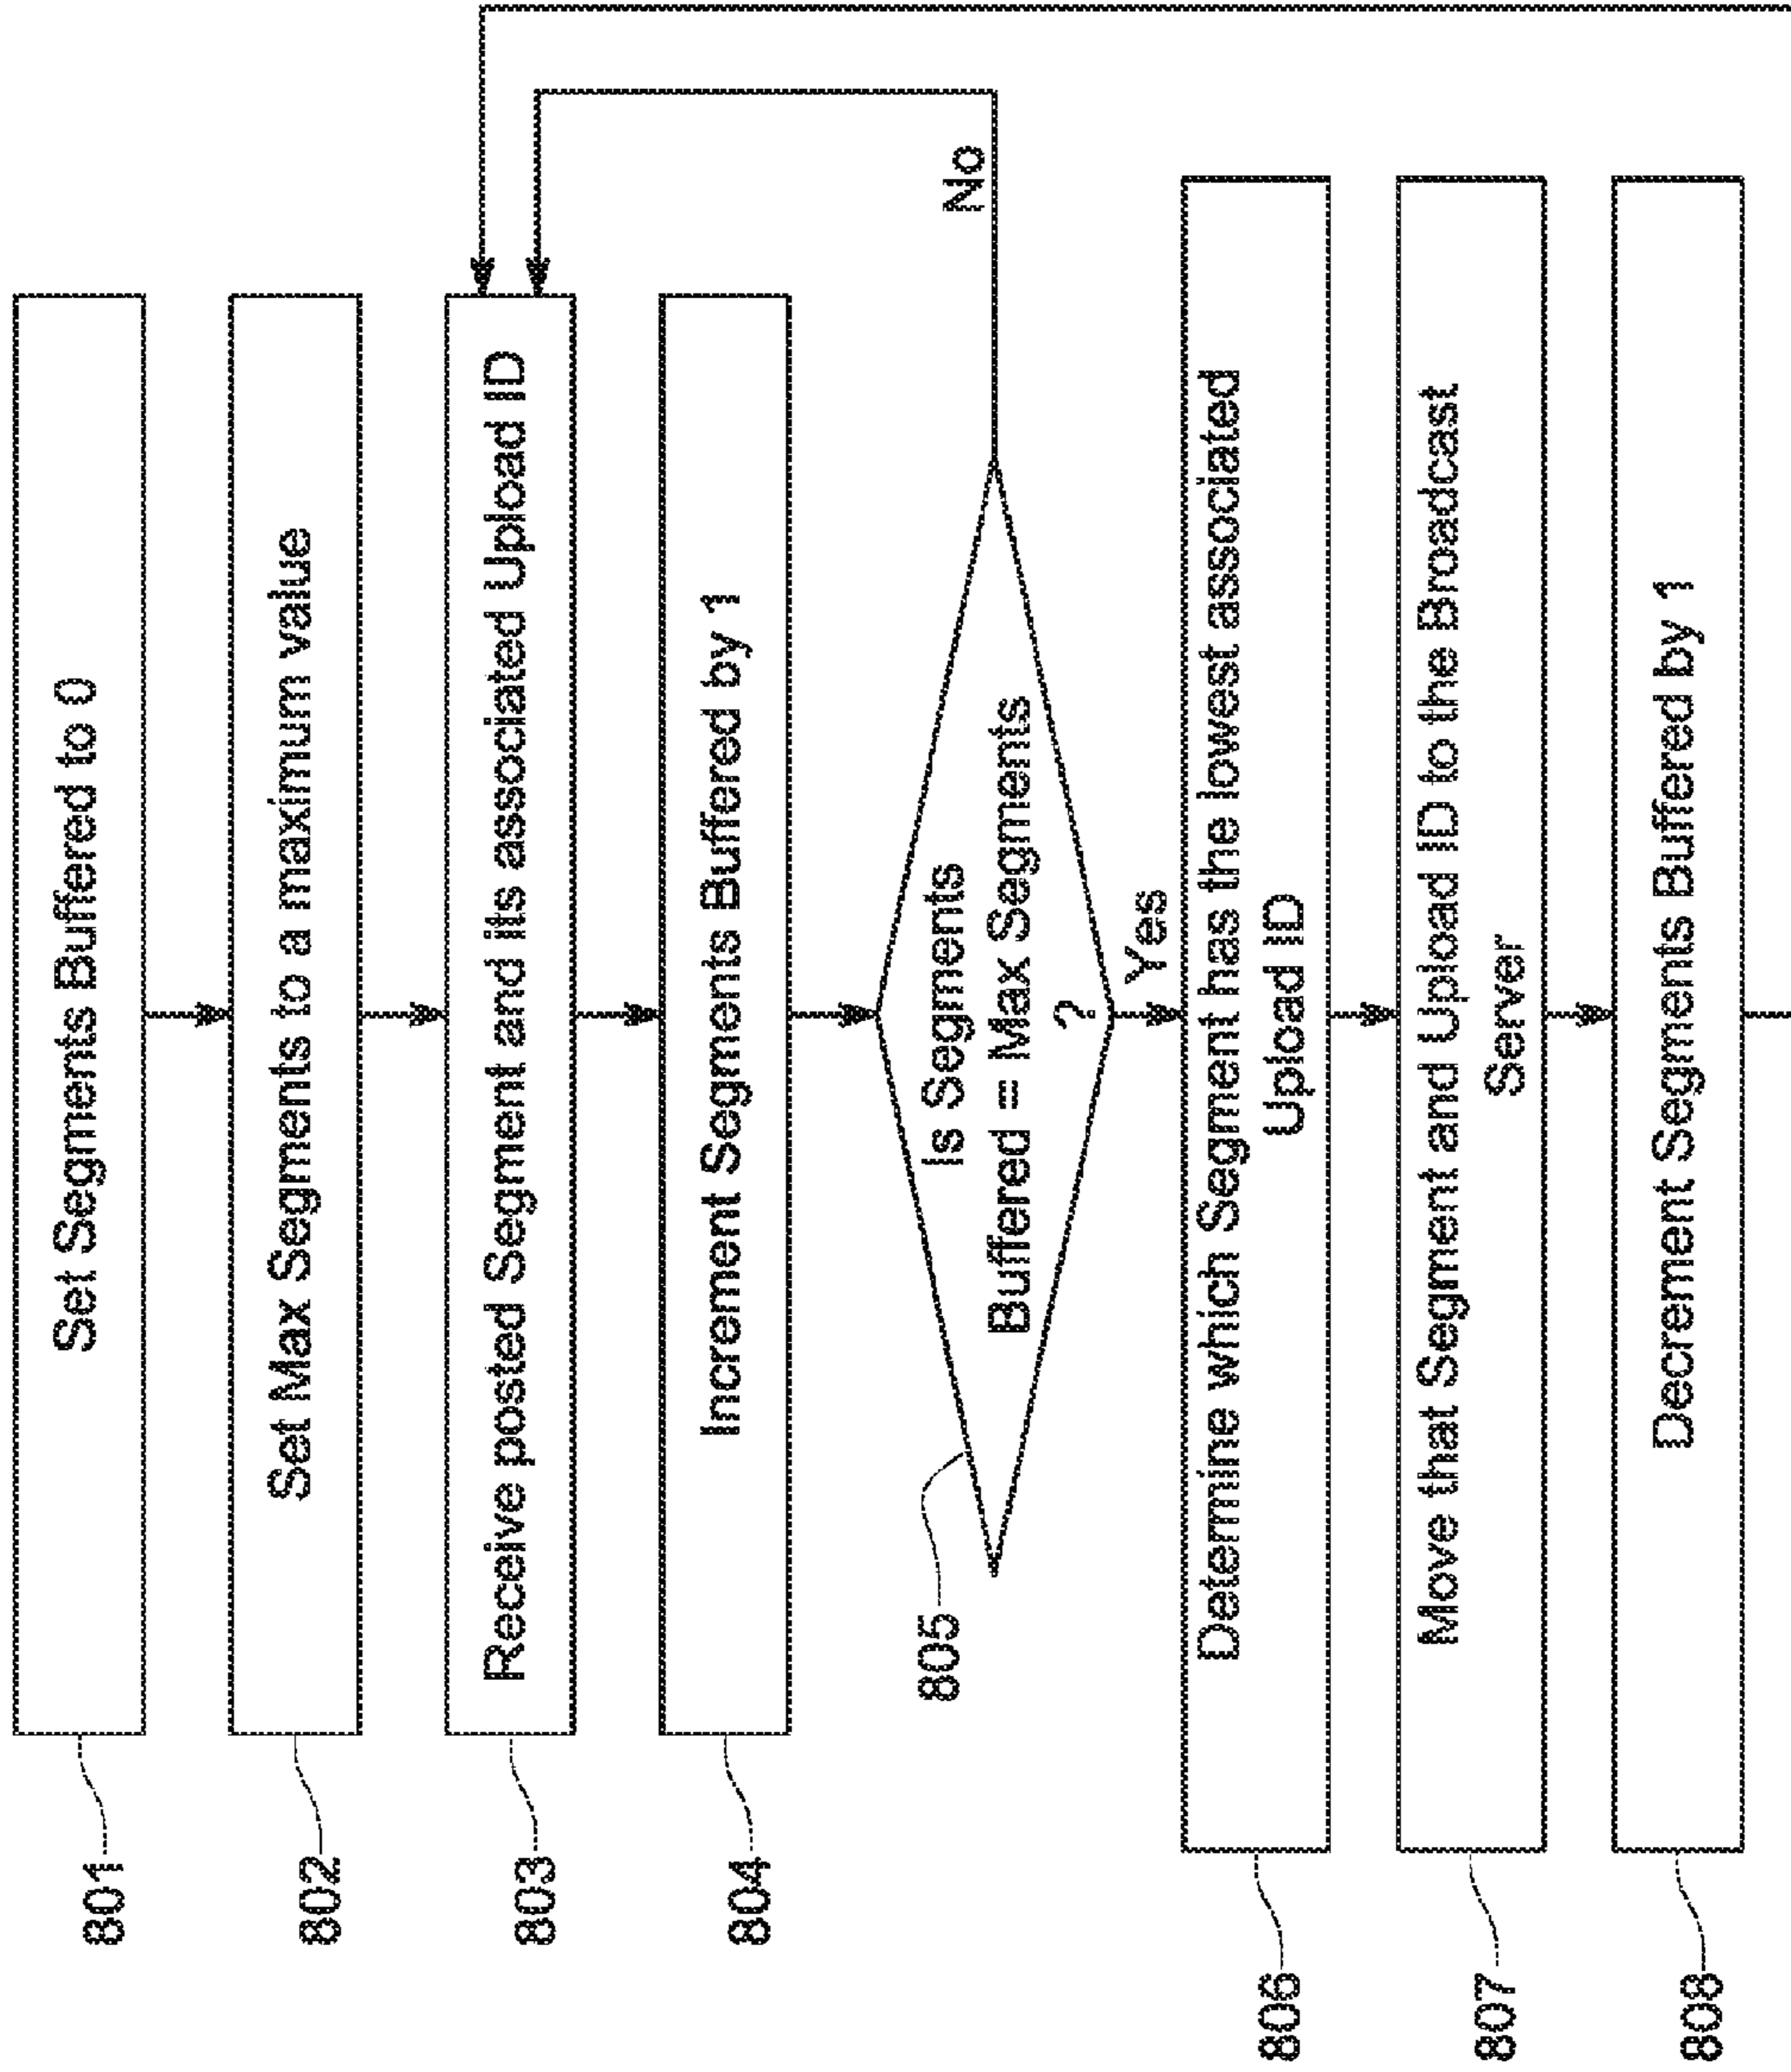 801
Set Segments Buffered to 0
802
Set Max Segments to a maximum value
803
Receive posted Segment and its associated Upload ID
804
Increment Segments Buffered by 1
805
Is Segments
Buffered = Max Segments
?
No
Yes
806
Determine which Segment has the lowest associated
Upload ID
807
Move that Segment and Upload ID to the Broadcast
Server
808
Decrement Segments Buffered by 1